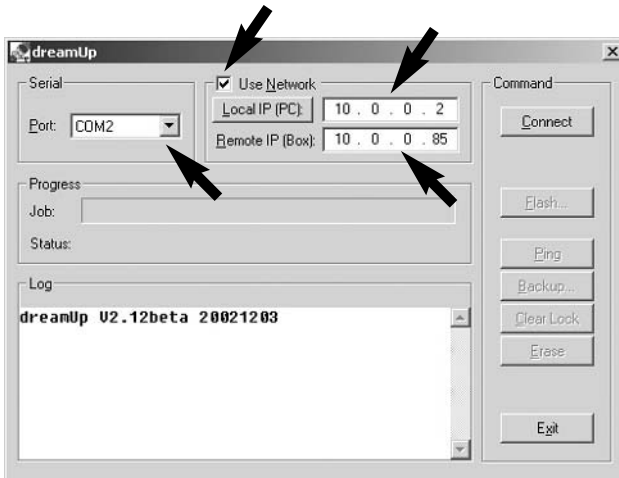 dreamUp
Serial
Port: COM2
Use Network
Local IP (PC): 10 . 0 . 0 . 2
Remote IP (Box): 10 . 0 . 0 . 85
Command
Connect
Progress
Job:
Status:
Flash...
Ping
Backup...
Clear Lock
Erase
Exit
Log
dreamUp V2.12beta 20021203